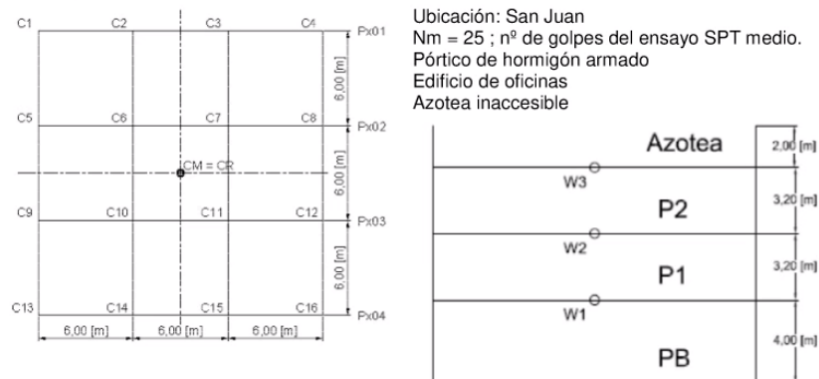 Ubicación: San Juan
Nm = 25 ; nº de golpes del ensayo SPT medio.
Pórtico de hormigón armado
Edificio de oficinas
Azotea inaccesible
C1 C2 C3 C4 Px01
6,00 [m]
C5 C6 C7 C8 Px02
CM = CR
6,00 [m]
C9 C10 C11 C12 Px03
6,00 [m]
C13 C14 C15 C16 Px04
6,00 [m] 6,00 [m] 6,00 [m]
Azotea 2,00 [m]
W3
P2 3,20 [m]
W2
P1 3,20 [m]
W1
PB 4,00 [m]